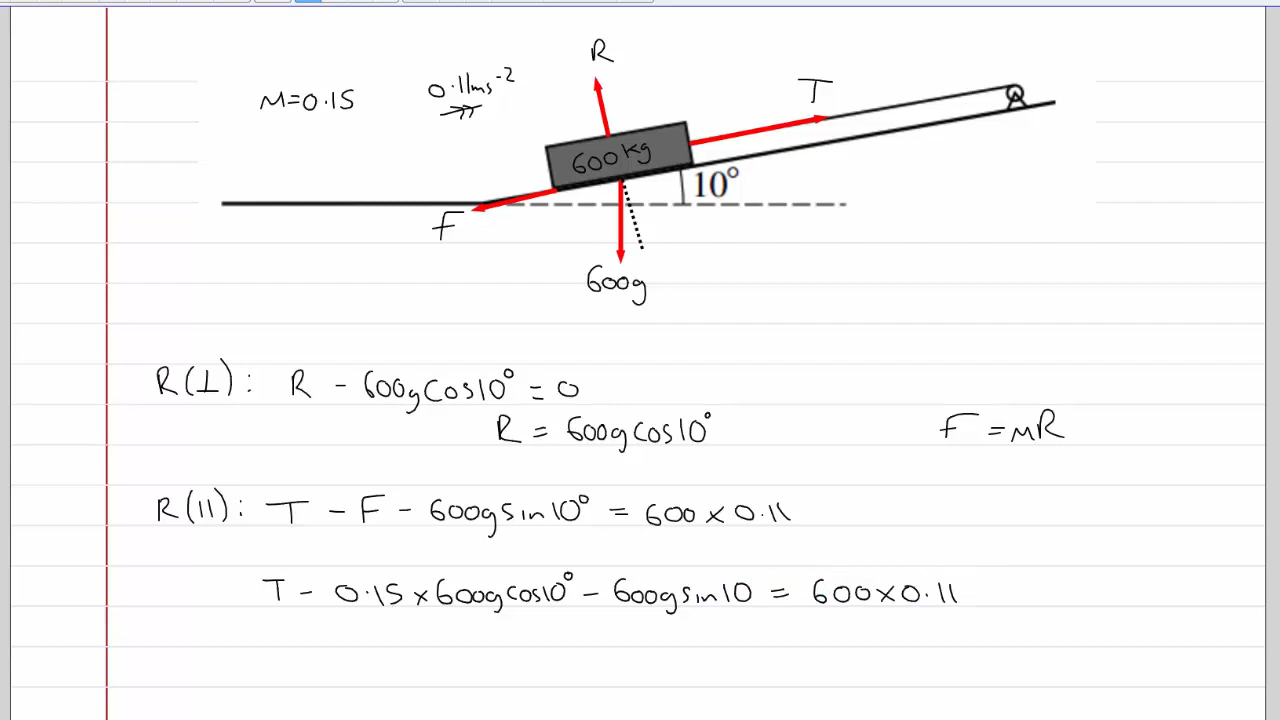 R
M=0.15
0.11ms⁻²
T
600kg
10°
F
600g
R(⊥): R - 600gcos10° = 0
R = 600gcos10°
F = MR
R(II): T - F - 600gsin10° = 600 × 0.11
T - 0.15 × 600gcos10° - 600gsin10 = 600 × 0.11